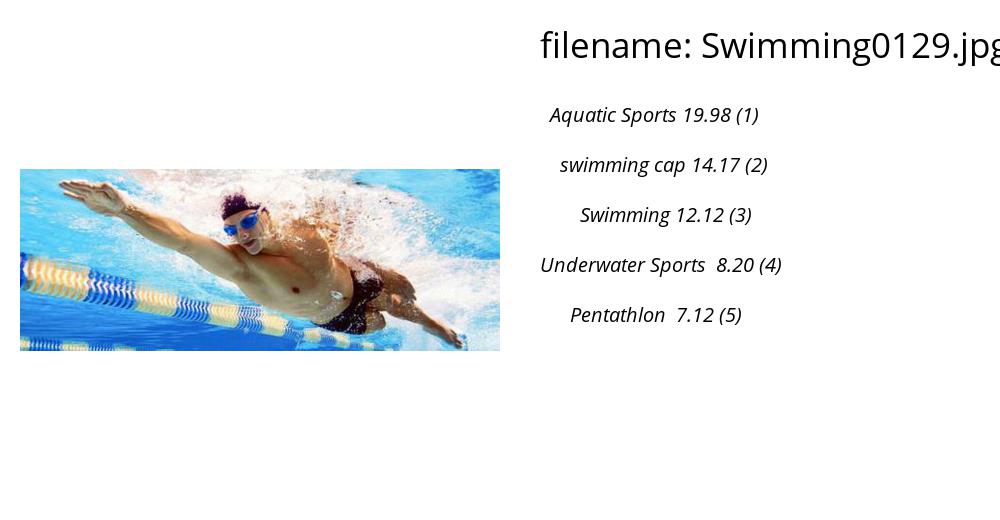 filename: Swimming0129.jpg
Aquatic Sports 19.98 (1)
swimming cap 14.17 (2)
Swimming 12.12 (3)
Underwater Sports 8.20 (4)
Pentathlon 7.12 (5)